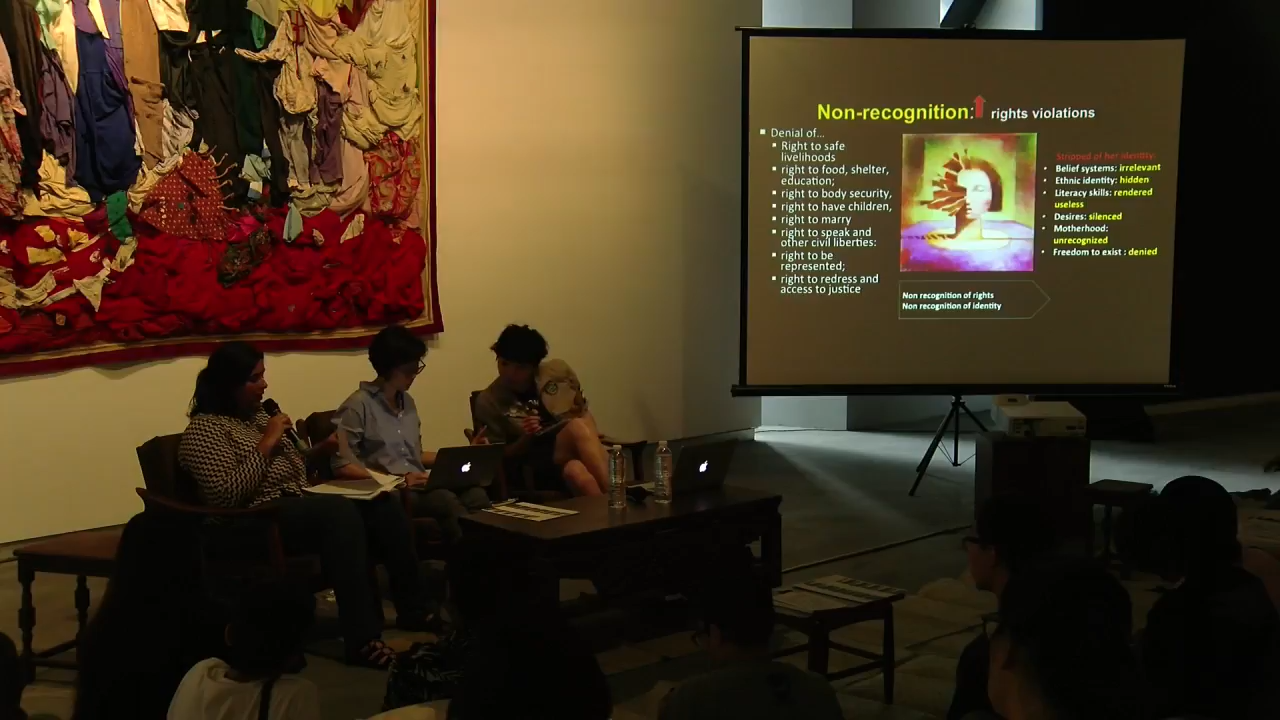 Non-recognition: rights violations
Denial of...
Right to safe
livelihoods
right to food, shelter,
education;
right to body security,
right to have children,
right to marry
right to speak and
other civil liberties:
right to be
represented;
right to redress and
access to justice
Stripped of her identity:
Belief systems: irrelevant
Ethnic identity: hidden
Literacy skills: rendered
useless
Desires: silenced
Motherhood:
unrecognized
Freedom to exist : denied
Non recognition of rights
Non recognition of identity